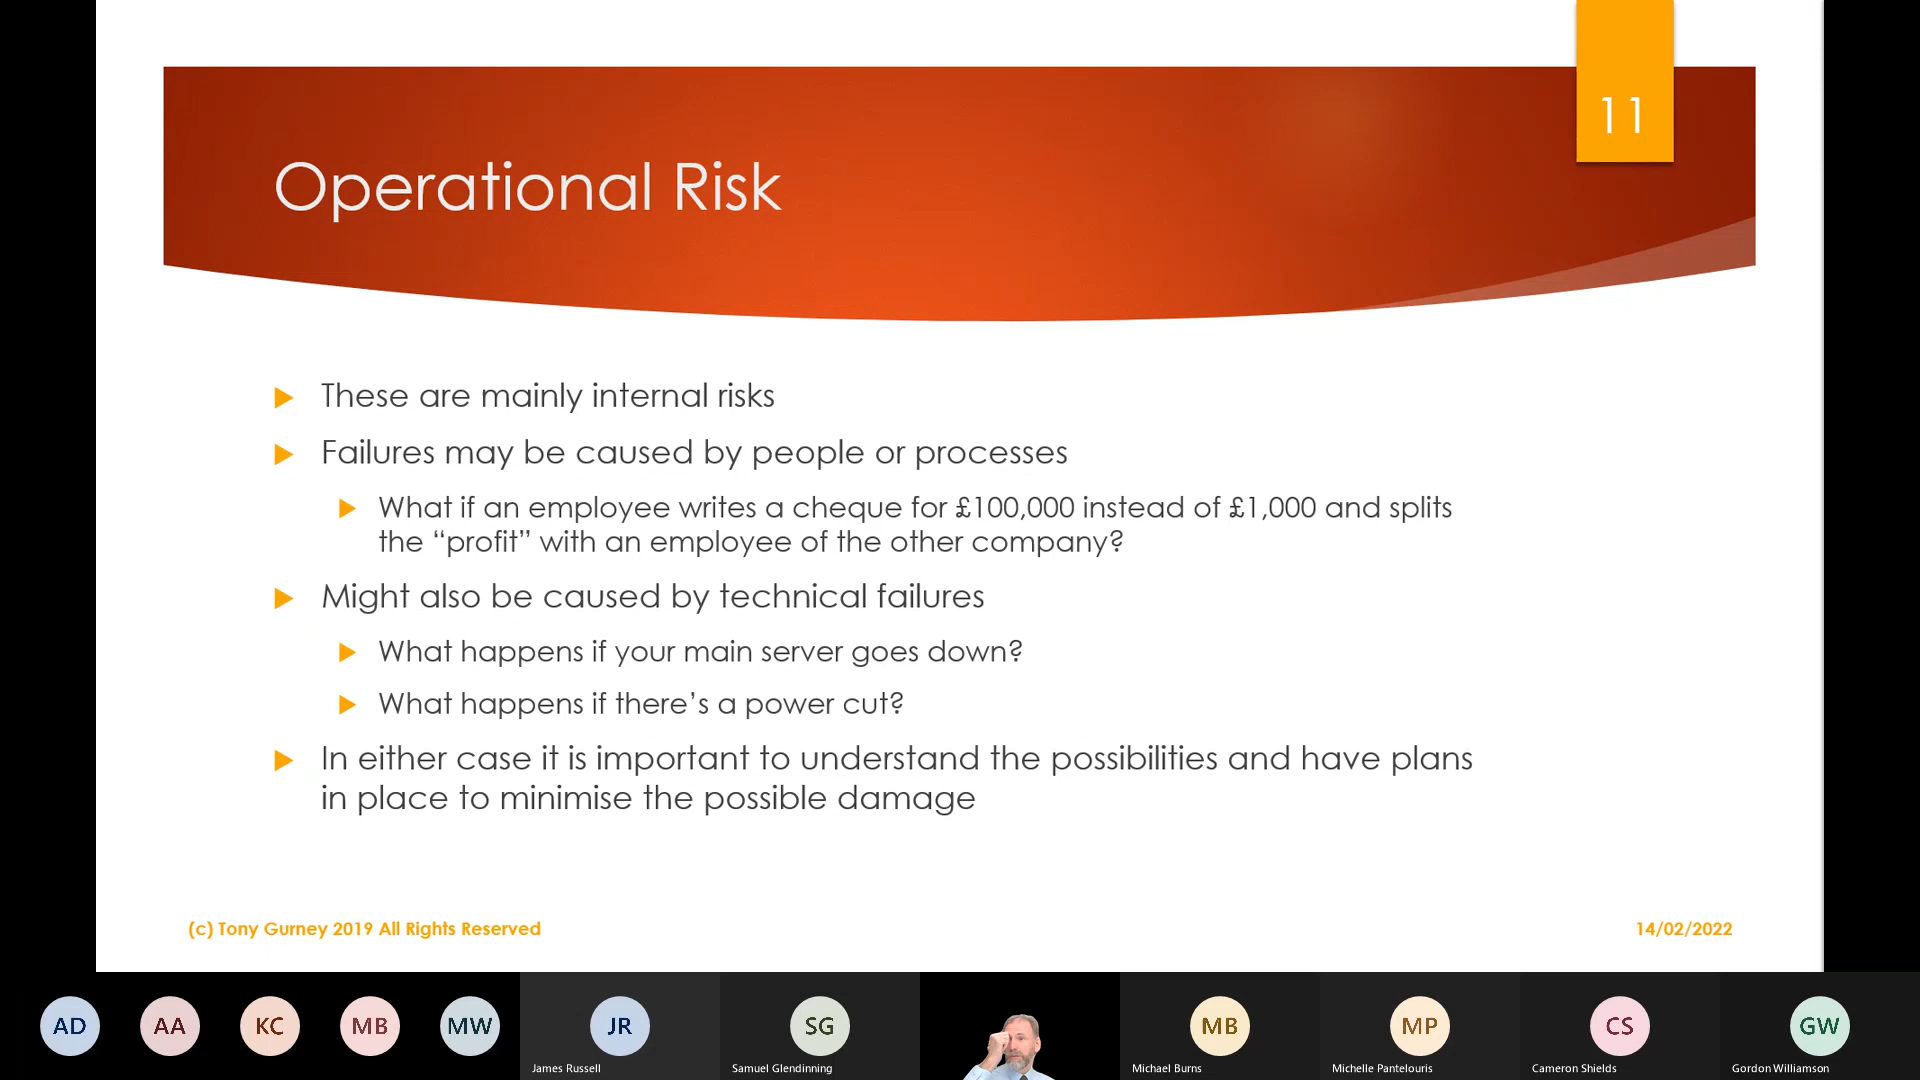 11
Operational Risk
These are mainly internal risks
Failures may be caused by people or processes
What if an employee writes a cheque for £100,000 instead of £1,000 and splits
the “profit” with an employee of the other company?
Might also be caused by technical failures
What happens if your main server goes down?
What happens if there’s a power cut?
In either case it is important to understand the possibilities and have plans
in place to minimise the possible damage
(c) Tony Gurney 2019 All Rights Reserved
14/02/2022
AD
AA
KC
MB
MW
JR
James Russell
SG
Samuel Glendinning
MB
Michael Burns
MP
Michelle Pantelouris
CS
Cameron Shields
GW
Gordon Williamson